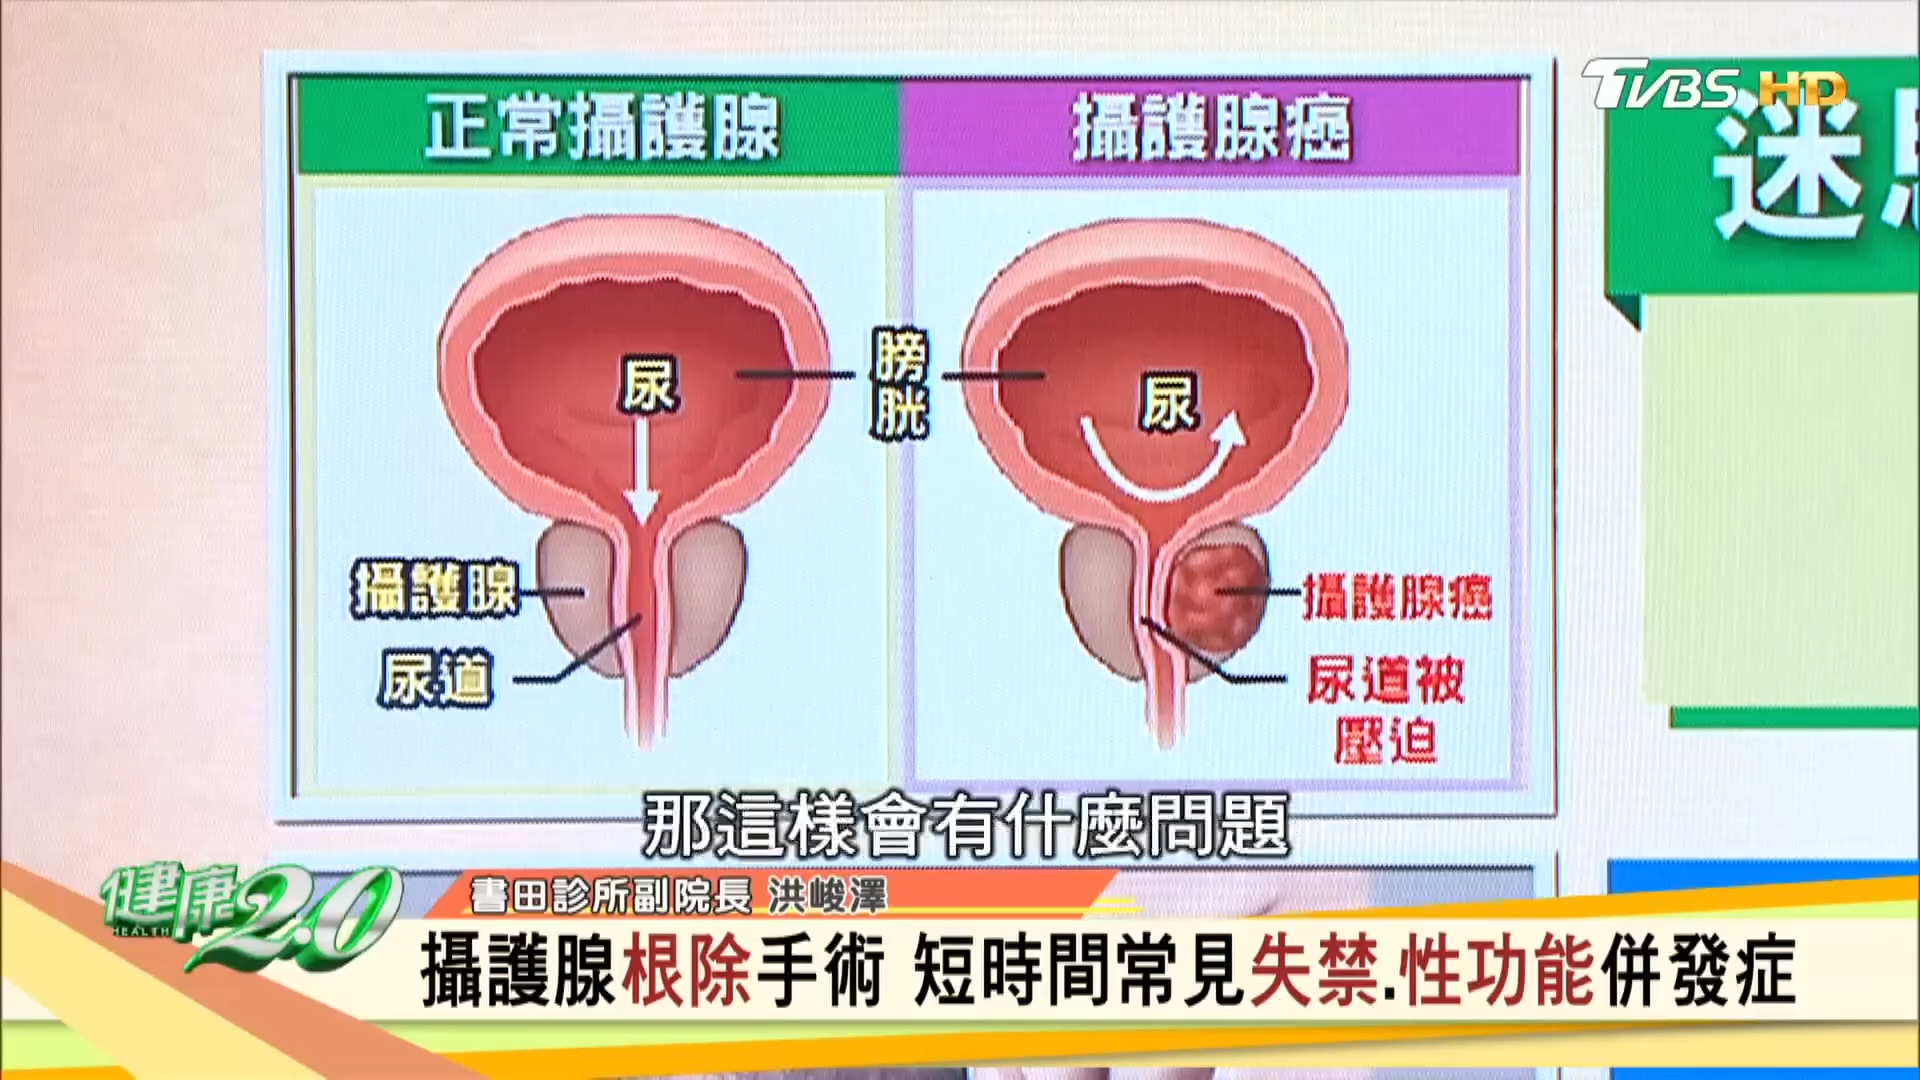 TVBS HD
正常攝護腺
攝護腺癌
迷
尿
膀胱
尿
攝護腺
尿道
攝護腺癌
尿道被
壓迫
那這樣會有什麼問題
健康2.0
HEALTH
書田診所副院長 洪峻澤
攝護腺根除手術 短時間常見失禁.性功能併發症